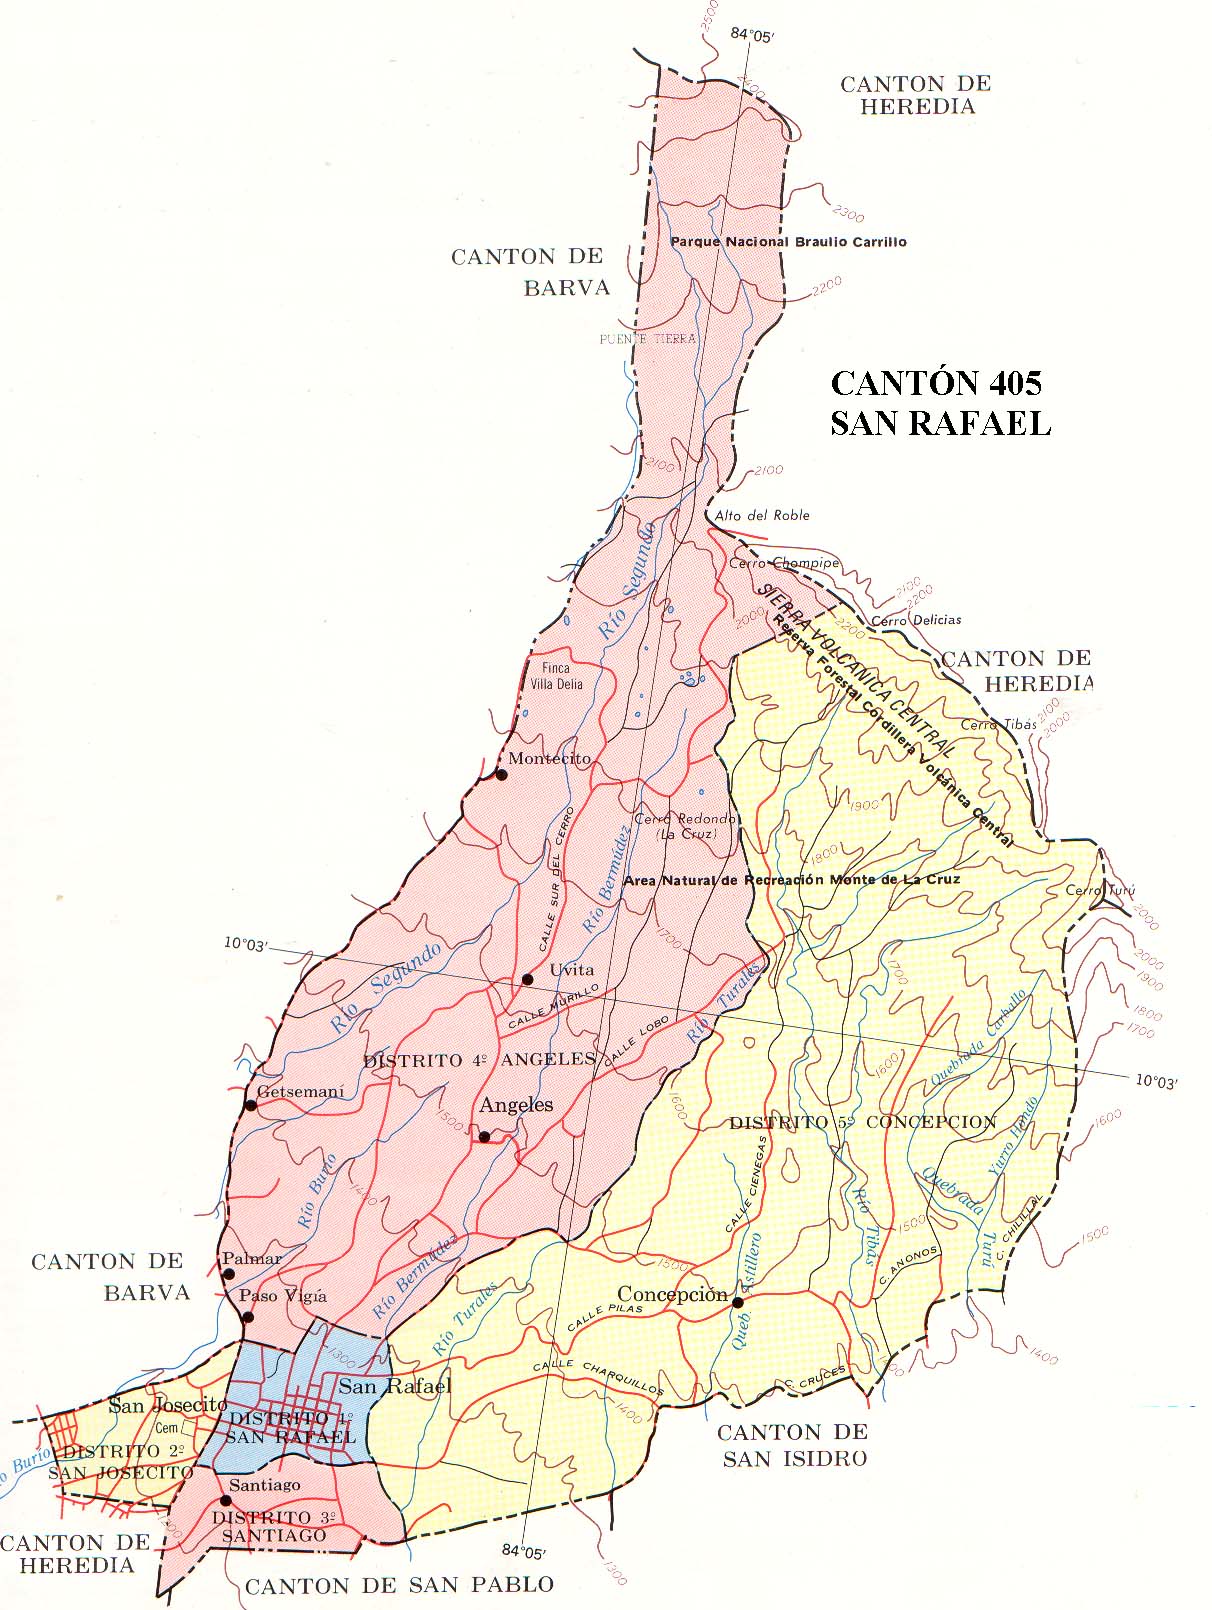 2500
84°05'
2400
CANTON DE
HEREDIA
2300
Parque Nacional Braulio Carrillo
CANTON DE
BARVA
2200
PUENTE TIERRA
CANTÓN 405
SAN RAFAEL
2100
2100
Alto del Roble
Río Segundo
Cerro Chompipe
2100
2200
2000
2200
Cerro Delicias
SIERRA VOLCANICA CENTRAL
Reserva Forestal Cordillera Volcánica Central
CANTON DE
HEREDIA
Finca
Villa Delia
Cerro Tibás
2100
2000
Montecito
1900
Cerro Redondo
(La Cruz)
CALLE SUR DEL CERRO
Río Bermúdez
1800
Area Natural de Recreación Monte de La Cruz
Cerro Turú
2000
1700
10°03'
Río Segundo
Uvita
CALLE MURILLO
Río Turales
1700
2000
1900
1800
1700
CALLE LOBO
Quebrada Carballo
DISTRITO 4º ANGELES
1600
10°03'
Getsemaní
Angeles
1500
1600
DISTRITO 5º CONCEPCION
Yurro Hondo
1600
Río Burío
1400
CALLE CIENEGAS
Quebrada
Turú
Río Tibás
1500
C. CHILILLAL
1500
CANTON DE
BARVA
Palmar
Río Bermúdez
1500
Queb. Astillero
C. ANONOS
Paso Vigía
Concepción
Río Turales
CALLE PILAS
1300
1400
CALLE CHARQUILLOS
C. CRUCES
San Rafael
San Josecito
1400
DISTRITO 1º
SAN RAFAEL
Cem
CANTON DE
SAN ISIDRO
DISTRITO 2º
SAN JOSECITO
Burío
Santiago
DISTRITO 3º
SANTIAGO
1300
CANTON DE
HEREDIA
84°05'
CANTON DE SAN PABLO
1300